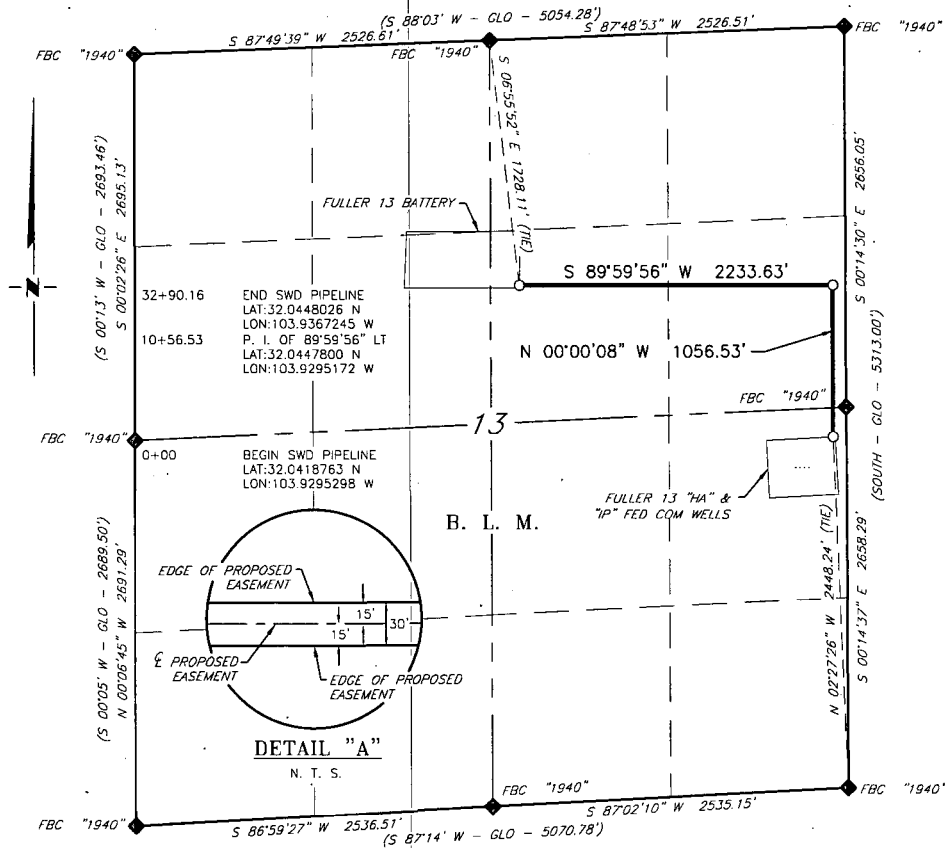 (S 88°03' W - GLO - 5054.28')
S 87°49'39" W 2526.61'
S 87°48'53" W 2526.51'
FBC "1940"
FBC "1940"
FBC "1940"
(S 00°13' W - GLO - 2693.46')
S 00°02'26" E 2695.13'
S 06°55'52" E 1728.11' (TIE)
S 00°14'30" E 2656.05'
FULLER 13 BATTERY
S 89°59'56" W 2233.63'
N
32+90.16 END SWD PIPELINE
LAT:32.0448026 N
LON:103.9367245 W
10+56.53 P. I. OF 89°59'56" LT
LAT:32.0447800 N
LON:103.9295172 W
N 00°00'08" W 1056.53'
(SOUTH - GLO - 5313.00')
FBC "1940"
13
FBC "1940"
0+00 BEGIN SWD PIPELINE
LAT:32.0418763 N
LON:103.9295298 W
FULLER 13 "HA" &
"IP" FED COM WELLS
B. L. M.
(S 00°05' W - GLO - 2689.50')
N 00°06'45" W 2691.29'
EDGE OF PROPOSED
EASEMENT
15'
30'
15'
℄ PROPOSED
EASEMENT
EDGE OF PROPOSED
EASEMENT
DETAIL "A"
N. T. S.
N 02°27'26" W 2448.24' (TIE)
S 00°14'37" E 2658.29'
FBC "1940"
FBC "1940"
FBC "1940"
S 86°59'27" W 2536.51'
S 87°02'10" W 2535.15'
(S 87°14' W - GLO - 5070.78')